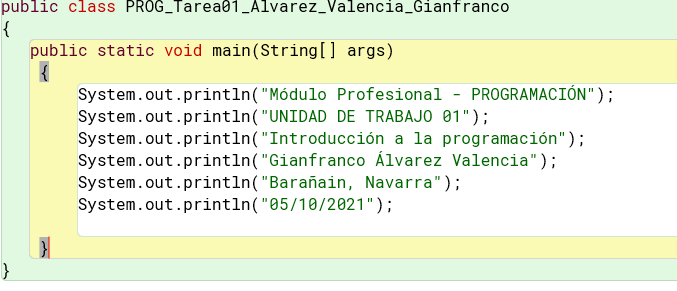 public class PROG_Tarea01_Alvarez_Valencia_Gianfranco
{
public static void main(String[] args)
{
System.out.println("Módulo Profesional - PROGRAMACIÓN");
System.out.println("UNIDAD DE TRABAJO 01");
System.out.println("Introducción a la programación");
System.out.println("Gianfranco Álvarez Valencia");
System.out.println("Barañain, Navarra");
System.out.println("05/10/2021");
}
}